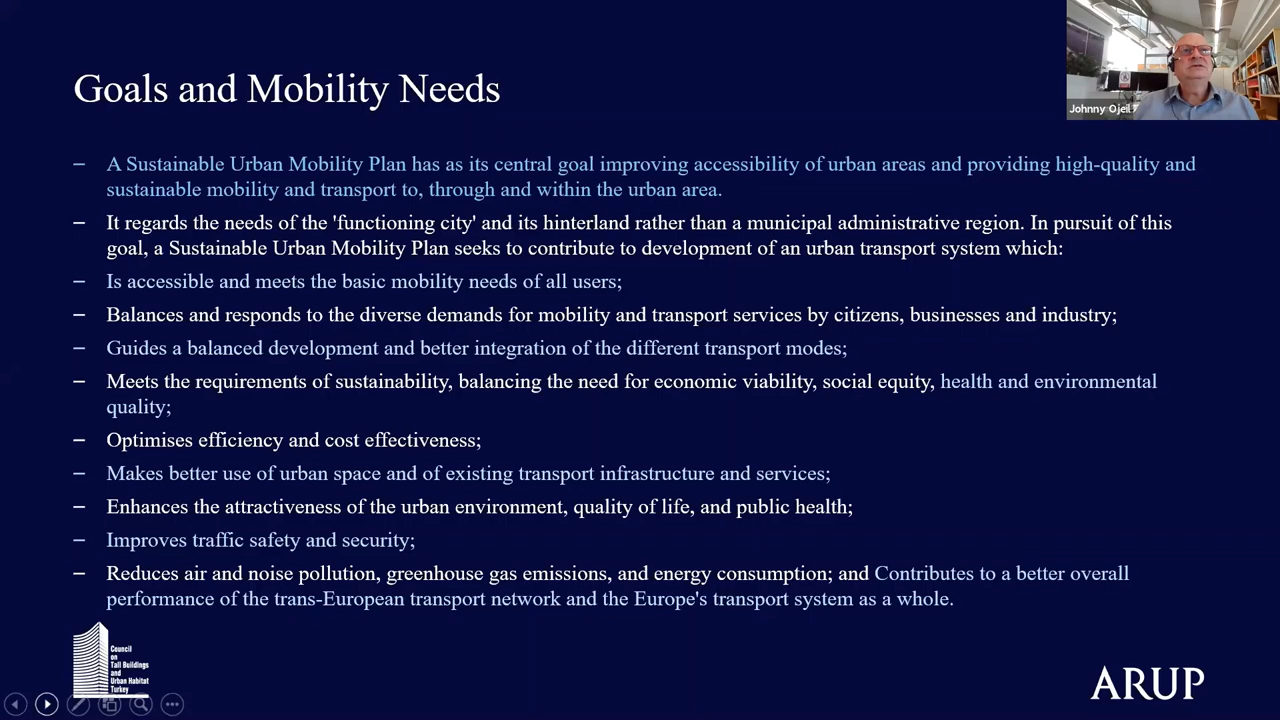 Goals and Mobility Needs
Johnny Ojeil
– A Sustainable Urban Mobility Plan has as its central goal improving accessibility of urban areas and providing high-quality and
sustainable mobility and transport to, through and within the urban area.
– It regards the needs of the 'functioning city' and its hinterland rather than a municipal administrative region. In pursuit of this
goal, a Sustainable Urban Mobility Plan seeks to contribute to development of an urban transport system which:
– Is accessible and meets the basic mobility needs of all users;
– Balances and responds to the diverse demands for mobility and transport services by citizens, businesses and industry;
– Guides a balanced development and better integration of the different transport modes;
– Meets the requirements of sustainability, balancing the need for economic viability, social equity, health and environmental
quality;
– Optimises efficiency and cost effectiveness;
– Makes better use of urban space and of existing transport infrastructure and services;
– Enhances the attractiveness of the urban environment, quality of life, and public health;
– Improves traffic safety and security;
– Reduces air and noise pollution, greenhouse gas emissions, and energy consumption; and Contributes to a better overall
performance of the trans-European transport network and the Europe's transport system as a whole.
Council
on
Tall Buildings
and
Urban Habitat
Turkey
ARUP